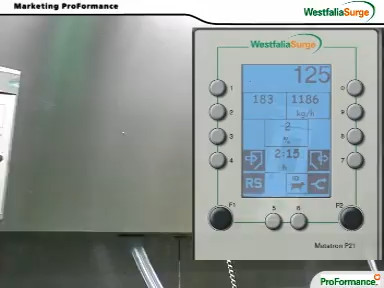 Marketing ProFormance
WestfaliaSurge
WestfaliaSurge
125
183 1186
kg/h
2
%
2:15
h
RS
1 0
2 9
3 8
4 7
F1 5 6 F2
Metatron P21
ProFormance